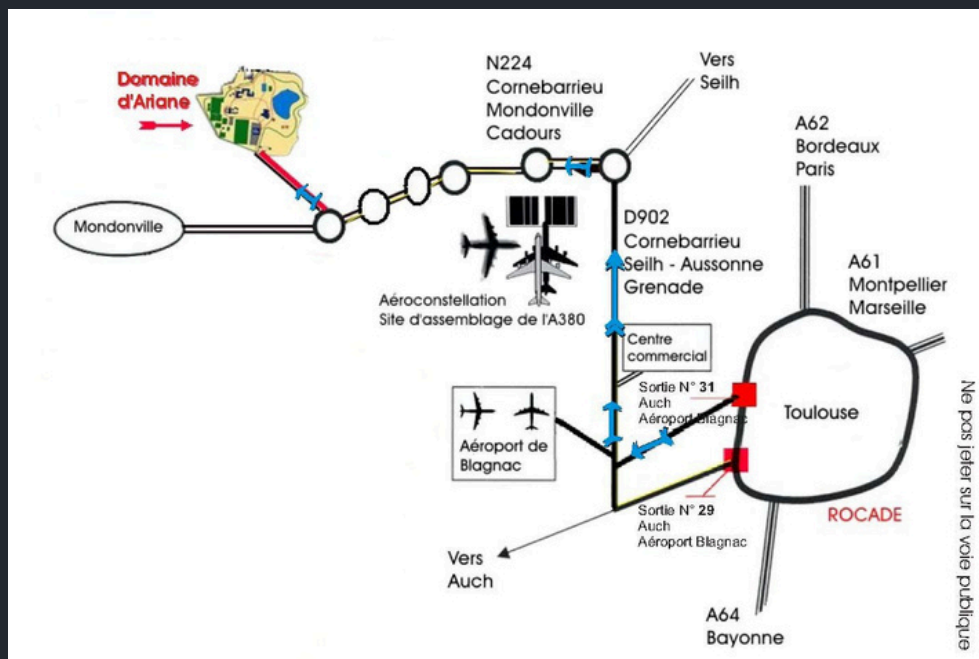 Domaine
d'Ariane
N224
Cornebarrieu
Mondonville
Cadours
Vers
Seilh
A62
Bordeaux
Paris
Mondonville
D902
Cornebarrieu
Seilh - Aussonne
Grenade
A61
Montpellier
Marseille
Aéroconstellation
Site d'assemblage de l'A380
Centre
commercial
Sortie N° 31
Auch
Aéroport Blagnac
Toulouse
Aéroport de
Blagnac
Sortie N° 29
Auch
Aéroport Blagnac
ROCADE
Vers
Auch
A64
Bayonne
Ne pas jeter sur la voie publique